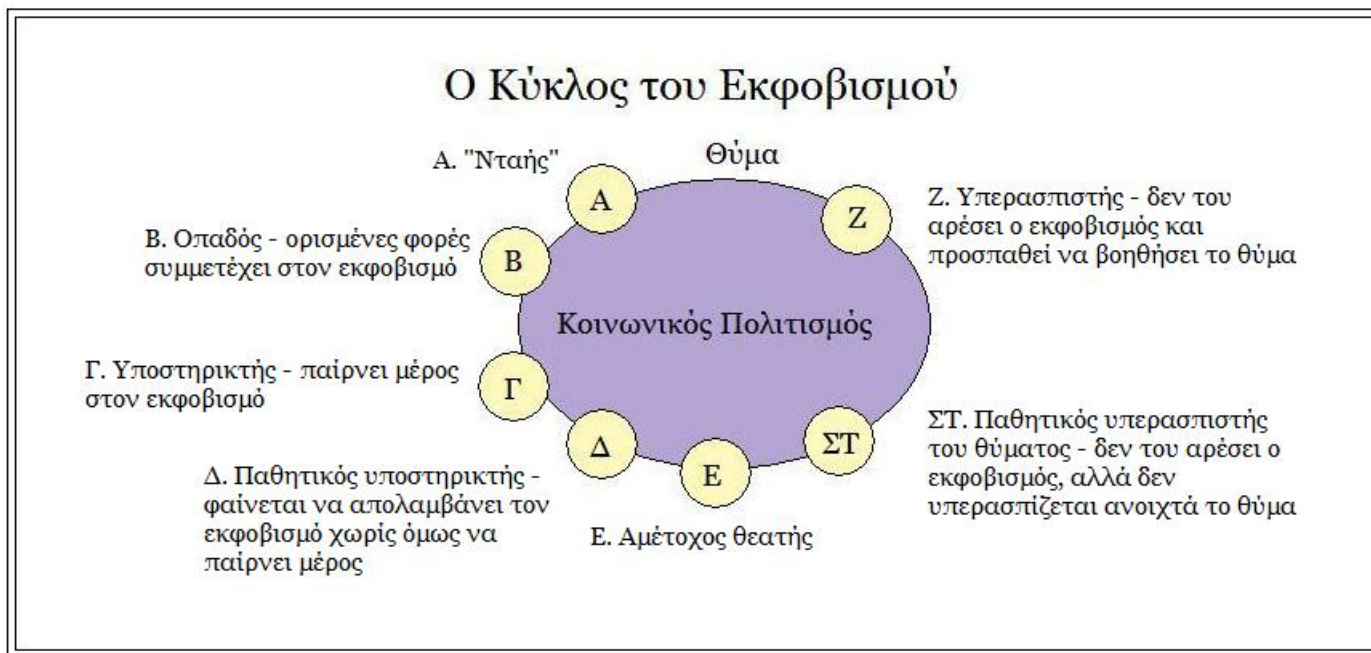 Ο Κύκλος του Εκφοβισμού
Θύμα
Α. "Νταής"
Α
Β. Οπαδός - ορισμένες φορές
συμμετέχει στον εκφοβισμό
Β
Γ. Υποστηρικτής - παίρνει μέρος
στον εκφοβισμό
Γ
Δ. Παθητικός υποστηρικτής -
φαίνεται να απολαμβάνει τον
εκφοβισμό χωρίς όμως να
παίρνει μέρος
Δ
Ε
Ε. Αμέτοχος θεατής
ΣΤ
ΣΤ. Παθητικός υπερασπιστής
του θύματος - δεν του αρέσει ο
εκφοβισμός, αλλά δεν
υπερασπίζεται ανοιχτά το θύμα
Ζ
Ζ. Υπερασπιστής - δεν του
αρέσει ο εκφοβισμός και
προσπαθεί να βοηθήσει το θύμα
Κοινωνικός Πολιτισμός